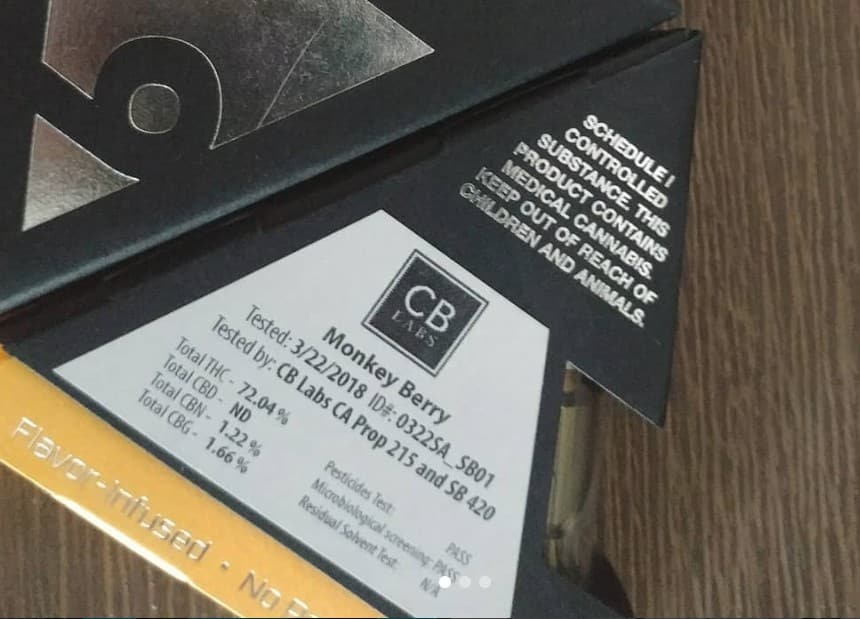 SCHEDULE I
CONTROLLED
SUBSTANCE. THIS
PRODUCT CONTAINS
MEDICAL CANNABIS.
KEEP OUT OF REACH OF
CHILDREN AND ANIMALS.
CB
LABS
Monkey Berry
Tested: 3/22/2018 ID#: 0322SA_SB01
Tested by: CB Labs CA Prop 215 and SB 420
Total THC - 72.04 %
Total CBD - ND
Total CBN - 1.22 %
Total CBG - 1.66 %
Pesticides Test: PASS
Microbiological screening: PASS
Residual Solvent Test: N/A
Flavor-infused • No